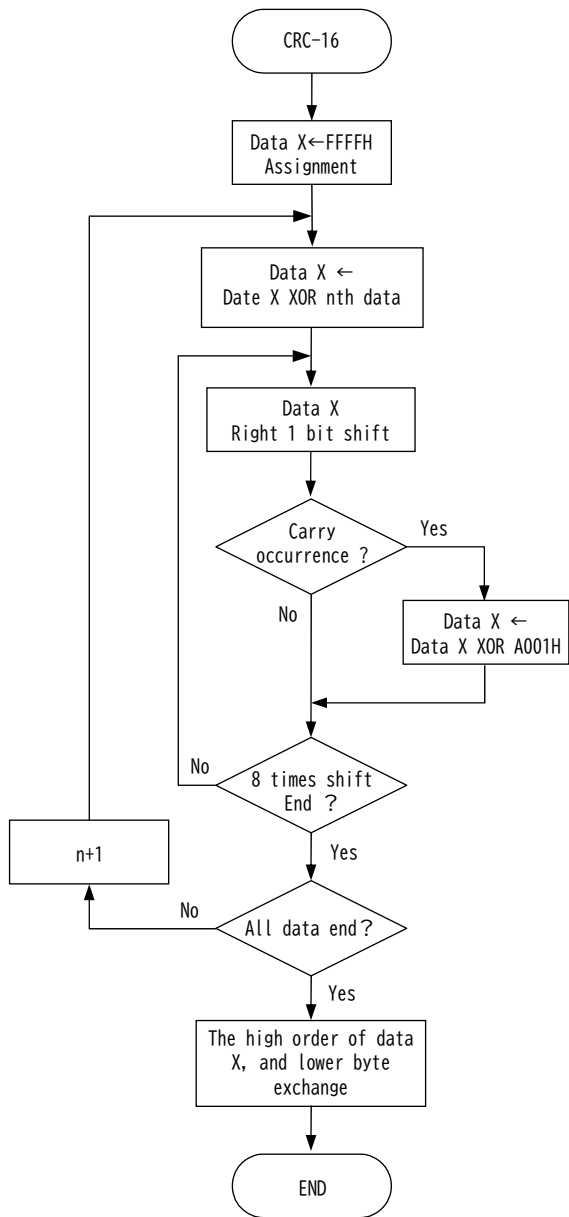 CRC-16
Data X←FFFFH
Assignment
Data X ←
Date X XOR nth data
Data X
Right 1 bit shift
Carry
occurrence ?
Yes
No
Data X ←
Data X XOR A001H
8 times shift
End ?
No
Yes
n+1
All data end?
No
Yes
The high order of data
X, and lower byte
exchange
END